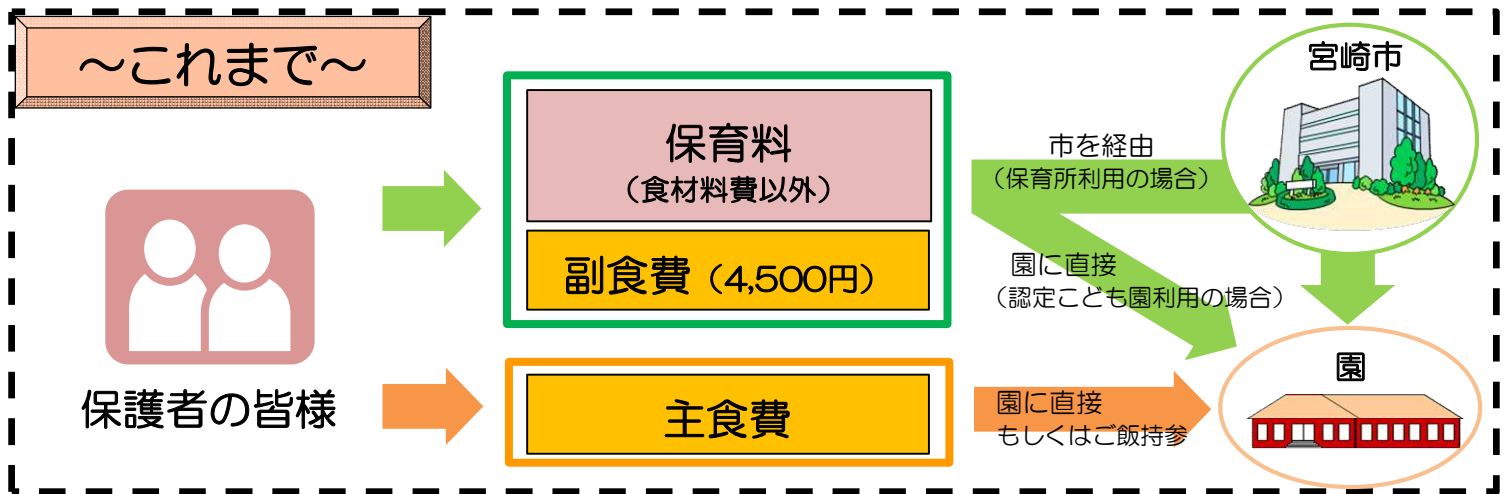 ～これまで～
宮崎市
保育料
（食材料費以外）
副食費（4,500円）
市を経由
（保育所利用の場合）
園に直接
（認定こども園利用の場合）
保護者の皆様
主食費
園に直接
もしくはご飯持参
園